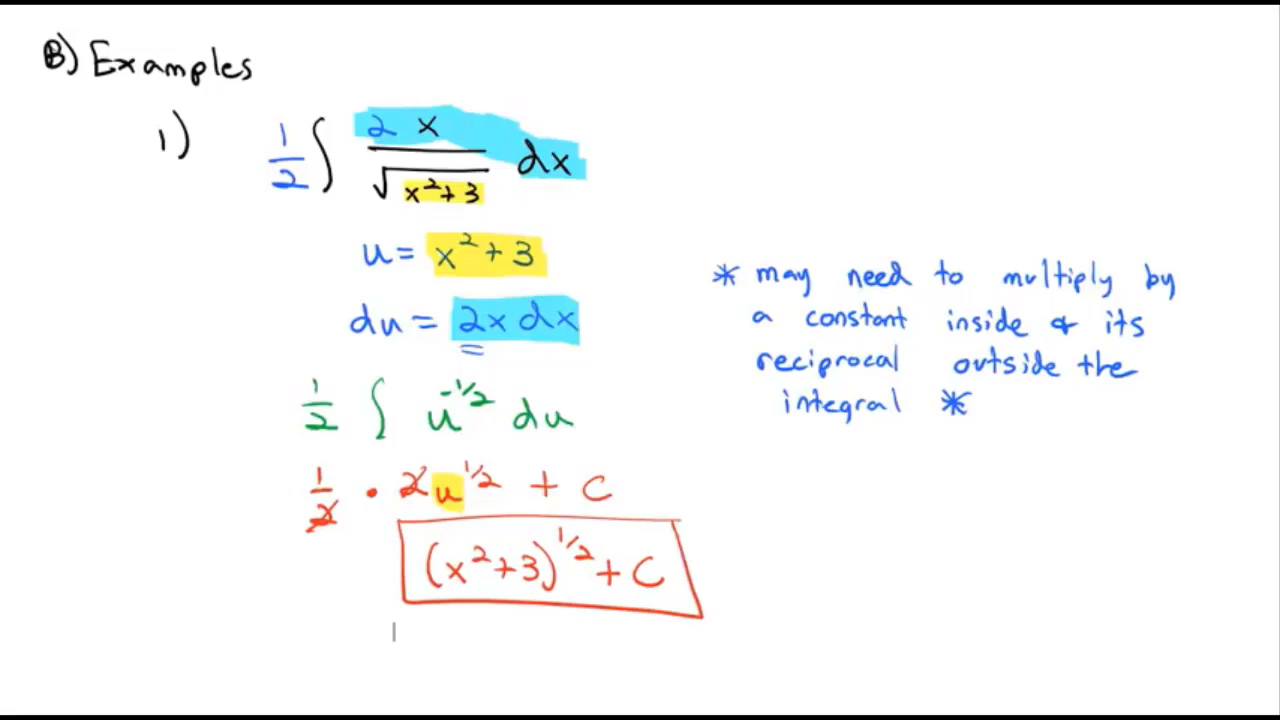 B) Examples
1) 1/2 ∫ 2x/√(x²+3) dx
u = x² + 3
du = 2x dx
* may need to multiply by
a constant inside & its
reciprocal outside the
integral *
1/2 ∫ u^(-1/2) du
1/2 · 2u^(1/2) + C
(x²+3)^(1/2) + C